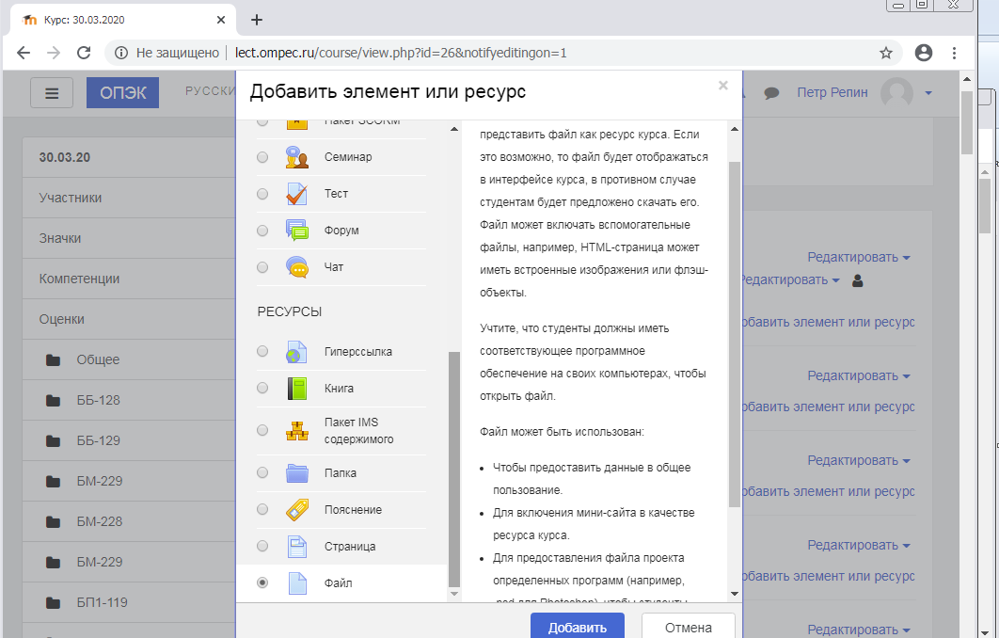 Курс: 30.03.2020
Не защищено
lect.ompec.ru/course/view.php?id=26&notifyeditingon=1
ОПЭК
РУССКИ
Петр Репин
30.03.20
Участники
Значки
Компетенции
Оценки
Общее
ББ-128
ББ-129
БМ-229
БМ-228
БМ-229
БП1-119
Добавить элемент или ресурс
Пакет SCORM
Семинар
Тест
Форум
Чат
РЕСУРСЫ
Гиперссылка
Книга
Пакет IMS
содержимого
Папка
Пояснение
Страница
Файл
представить файл как ресурс курса. Если
это возможно, то файл будет отображаться
в интерфейсе курса, в противном случае
студентам будет предложено скачать его.
Файл может включать вспомогательные
файлы, например, HTML-страница может
иметь встроенные изображения или флэш-
объекты.
Учтите, что студенты должны иметь
соответствующее программное
обеспечение на своих компьютерах, чтобы
открыть файл.
Файл может быть использован:
• Чтобы предоставить данные в общее
пользование.
• Для включения мини-сайта в качестве
ресурса курса.
• Для предоставления файла проекта
определенных программ (например,
.psd для Photoshop), чтобы студенты
Добавить
Отмена
Редактировать
Редактировать
обавить элемент или ресурс
Редактировать
обавить элемент или ресурс
Редактировать
обавить элемент или ресурс
Редактировать
обавить элемент или ресурс
Редактировать